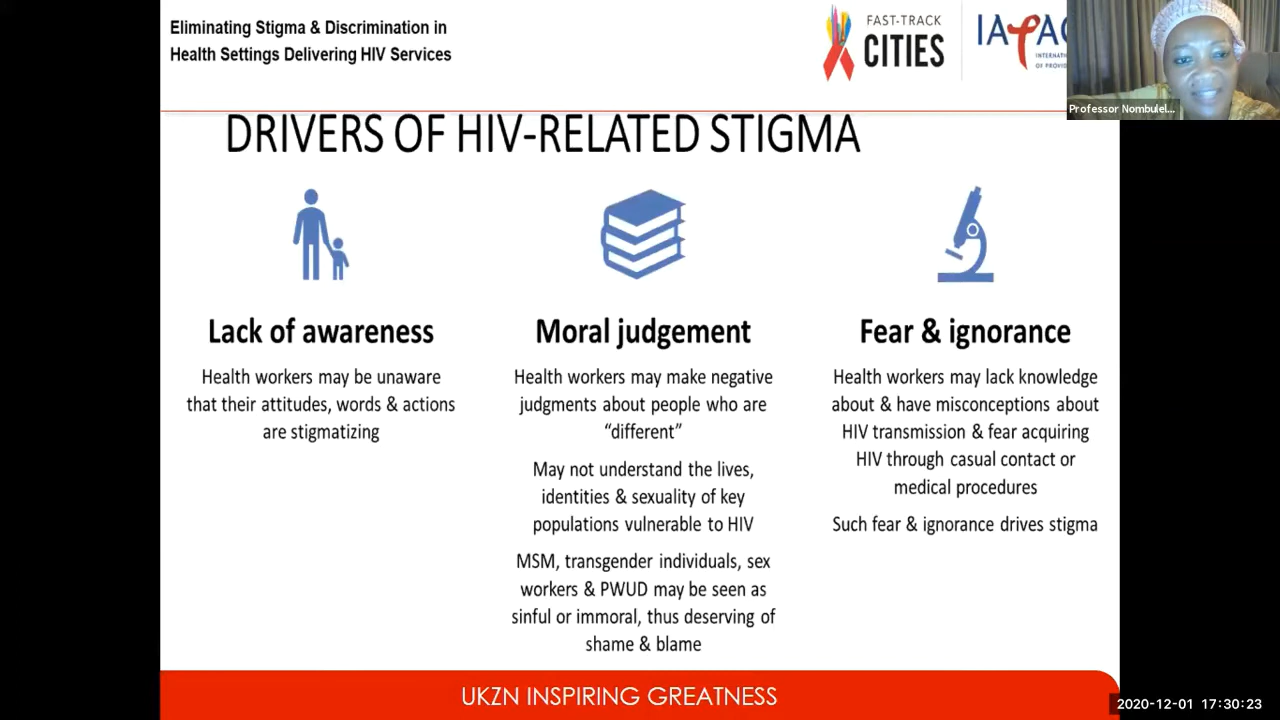 Eliminating Stigma & Discrimination in
Health Settings Delivering HIV Services
FAST-TRACK
CITIES
INTERNATI
OF PROVID
Professor Nombulel...
DRIVERS OF HIV-RELATED STIGMA
Lack of awareness
Health workers may be unaware
that their attitudes, words & actions
are stigmatizing
Moral judgement
Health workers may make negative
judgments about people who are
“different”
May not understand the lives,
identities & sexuality of key
populations vulnerable to HIV
MSM, transgender individuals, sex
workers & PWUD may be seen as
sinful or immoral, thus deserving of
shame & blame
Fear & ignorance
Health workers may lack knowledge
about & have misconceptions about
HIV transmission & fear acquiring
HIV through casual contact or
medical procedures
Such fear & ignorance drives stigma
UKZN INSPIRING GREATNESS
2020-12-01 17:30:23